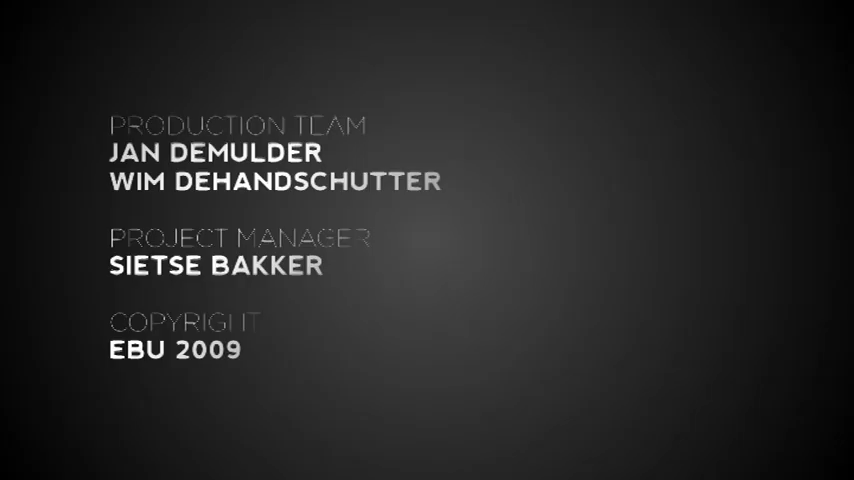 PRODUCTION TEAM
JAN DEMULDER
WIM DEHANDSCHUTTER
PROJECT MANAGER
SIETSE BAKKER
COPYRIGHT
EBU 2009